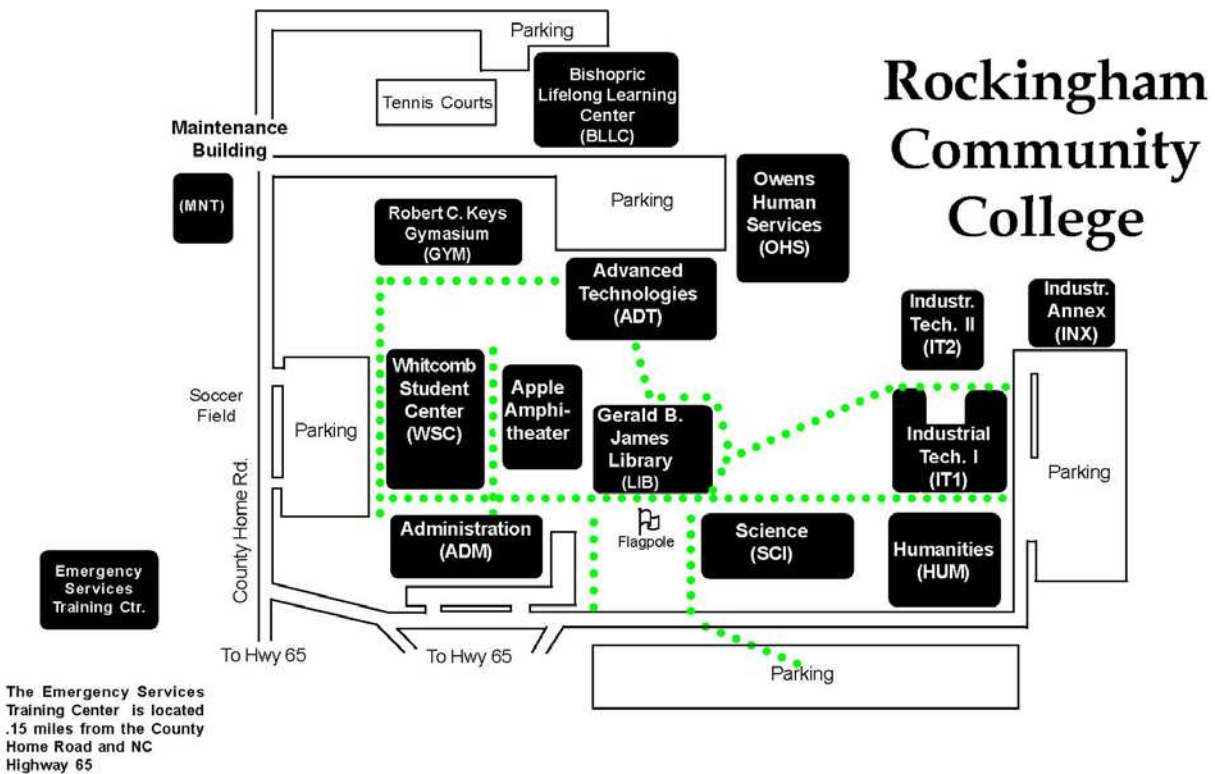 Rockingham
Community
College
Parking
Bishopric
Lifelong Learning
Center
(BLLC)
Tennis Courts
Maintenance
Building
(MNT)
Parking
Owens
Human
Services
(OHS)
Robert C. Keys
Gymasium
(GYM)
Advanced
Technologies
(ADT)
Industr.
Tech. II
(IT2)
Industr.
Annex
(INX)
Whitcomb
Student
Center
(WSC)
Apple
Amphi-
theater
Soccer
Field
Parking
Gerald B.
James
Library
(LIB)
Industrial
Tech. I
(IT1)
Parking
County Home Rd.
Administration
(ADM)
Flagpole
Science
(SCI)
Humanities
(HUM)
Emergency
Services
Training Ctr.
To Hwy 65
To Hwy 65
Parking
The Emergency Services
Training Center is located
.15 miles from the County
Home Road and NC
Highway 65